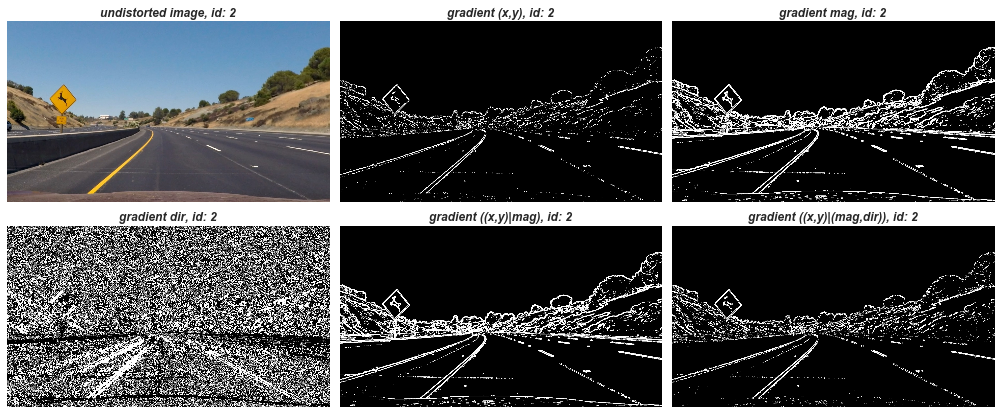 undistorted image, id: 2
gradient (x,y), id: 2
gradient mag, id: 2
gradient dir, id: 2
gradient ((x,y)|mag), id: 2
gradient ((x,y)|(mag,dir)), id: 2